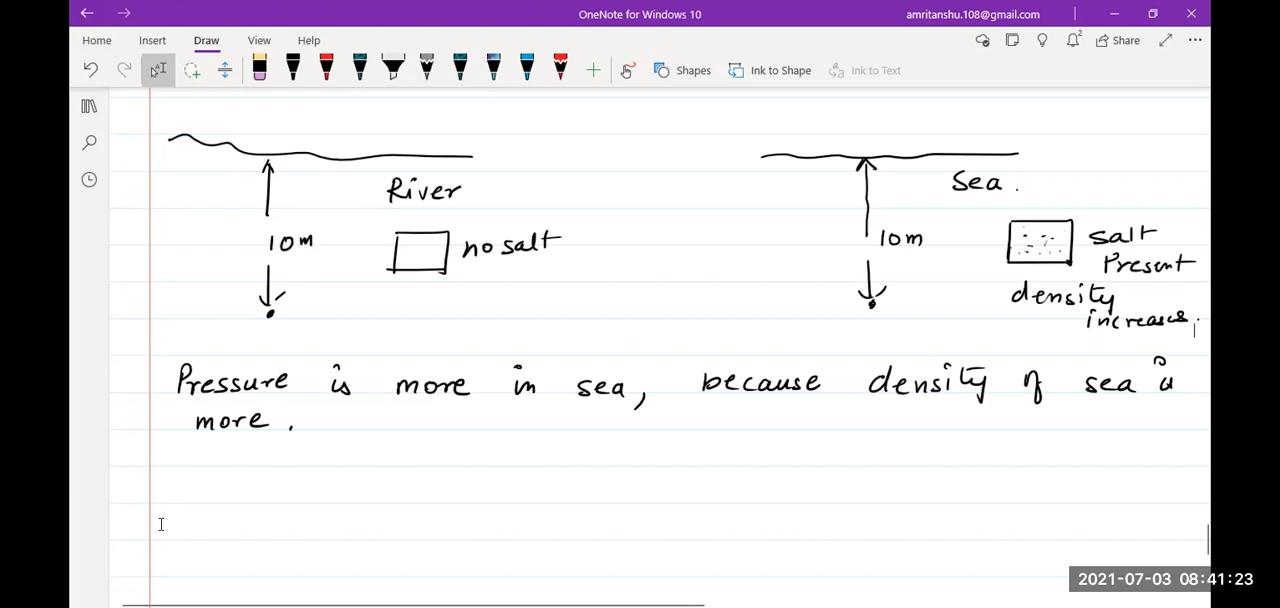 OneNote for Windows 10
amritanshu.108@gmail.com
Home Insert Draw View Help
2
Share
Shapes
Ink to Shape
Ink to Text
River
Sea.
10m
no salt
10m
salt
Present
density
increases,
Pressure is more in sea, because density of sea is
more.
2021-07-03 08:41:23